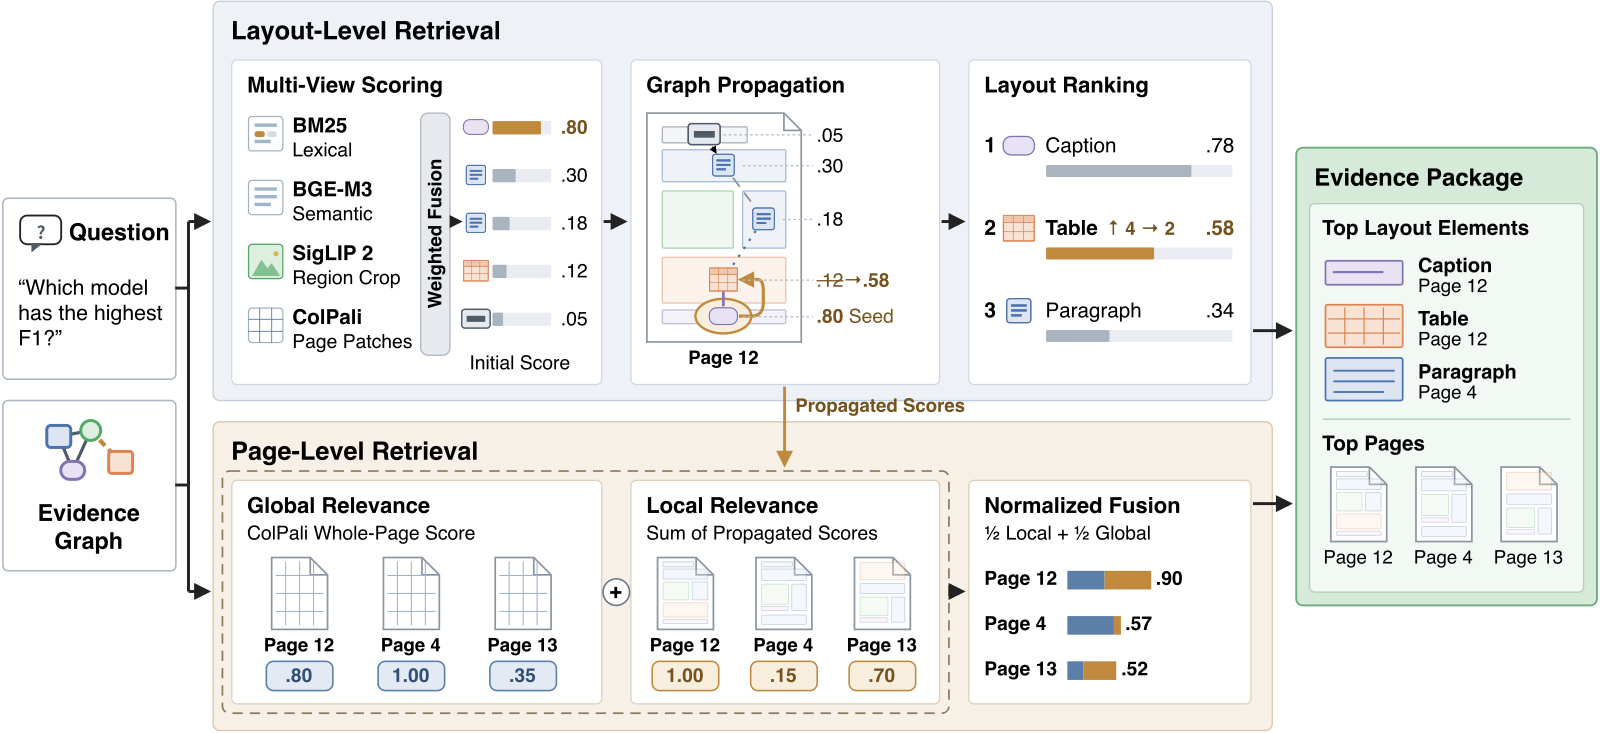 Question
“Which model
has the highest
F1?”
Evidence
Graph
Layout-Level Retrieval
Multi-View Scoring
BM25
Lexical
BGE-M3
Semantic
SigLIP 2
Region Crop
ColPali
Page Patches
Weighted Fusion
.80
.30
.18
.12
.05
Initial Score
Graph Propagation
.05
.30
.18
.12→.58
.80 Seed
Page 12
Layout Ranking
1 Caption .78
2 Table ↑ 4 → 2 .58
3 Paragraph .34
Propagated Scores
Page-Level Retrieval
Global Relevance
ColPali Whole-Page Score
Page 12 Page 4 Page 13
.80 1.00 .35
+
Local Relevance
Sum of Propagated Scores
Page 12 Page 4 Page 13
1.00 .15 .70
Normalized Fusion
½ Local + ½ Global
Page 12 .90
Page 4 .57
Page 13 .52
Evidence Package
Top Layout Elements
Caption
Page 12
Table
Page 12
Paragraph
Page 4
Top Pages
Page 12 Page 4 Page 13